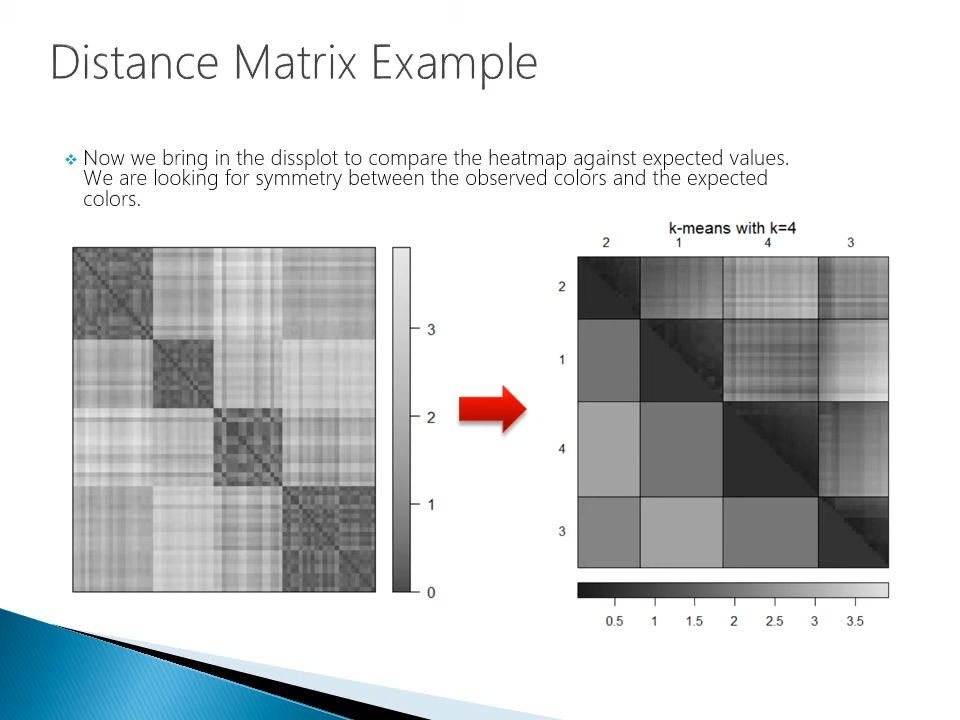 Distance Matrix Example
Now we bring in the dissplot to compare the heatmap against expected values.
We are looking for symmetry between the observed colors and the expected
colors.
3
2
1
0
k-means with k=4
2 1 4 3
2
1
4
3
0.5 1 1.5 2 2.5 3 3.5